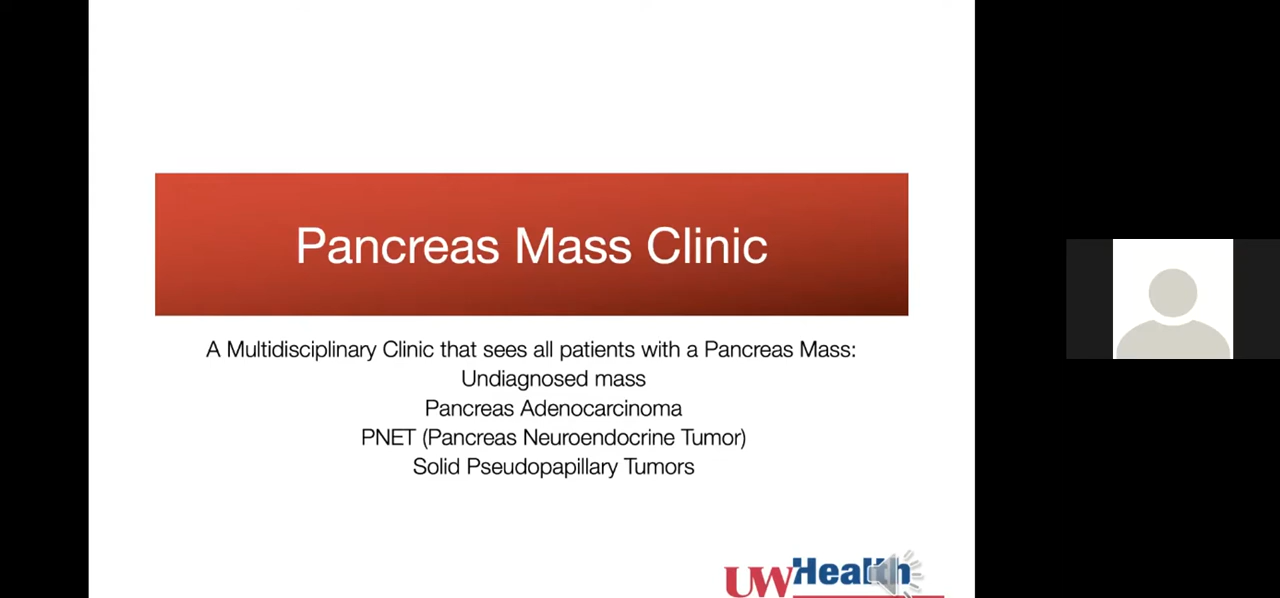 Pancreas Mass Clinic
A Multidisciplinary Clinic that sees all patients with a Pancreas Mass:
Undiagnosed mass
Pancreas Adenocarcinoma
PNET (Pancreas Neuroendocrine Tumor)
Solid Pseudopapillary Tumors
UWHealth